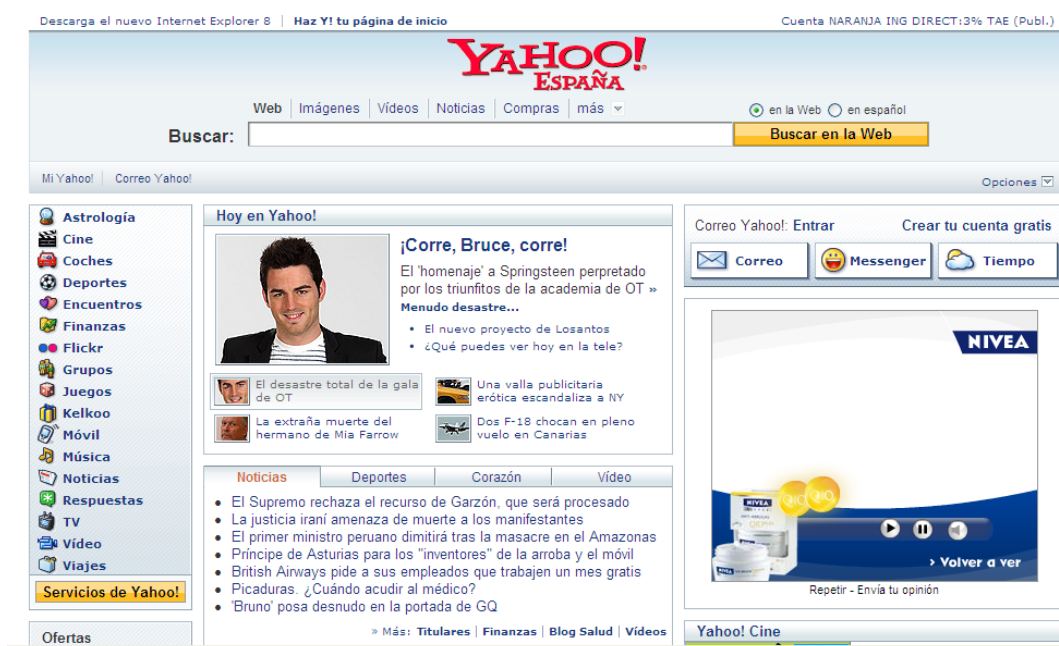 Descarga el nuevo Internet Explorer 8 | Haz Y! tu página de inicio
Cuenta NARANJA ING DIRECT:3% TAE (Publ.)
YAHOO!
ESPAÑA
Web | Imágenes | Vídeos | Noticias | Compras | más
en la Web en español
Buscar:
Buscar en la Web
Mi Yahoo! | Correo Yahoo!
Opciones
Astrología
Cine
Coches
Deportes
Encuentros
Finanzas
Flickr
Grupos
Juegos
Kelkoo
Móvil
Música
Noticias
Respuestas
TV
Vídeo
Viajes
Servicios de Yahoo!
Ofertas
Hoy en Yahoo!
¡Corre, Bruce, corre!
El 'homenaje' a Springsteen perpretado
por los triunfitos de la academia de OT »
Menudo desastre...
• El nuevo proyecto de Losantos
• ¿Qué puedes ver hoy en la tele?
El desastre total de la gala
de OT
Una valla publicitaria
erótica escandaliza a NY
La extraña muerte del
hermano de Mia Farrow
Dos F-18 chocan en pleno
vuelo en Canarias
Noticias | Deportes | Corazón | Vídeo
• El Supremo rechaza el recurso de Garzón, que será procesado
• La justicia iraní amenaza de muerte a los manifestantes
• El primer ministro peruano dimitirá tras la masacre en el Amazonas
• Príncipe de Asturias para los "inventores" de la arroba y el móvil
• British Airways pide a sus empleados que trabajen un mes gratis
• Picaduras. ¿Cuándo acudir al médico?
• 'Bruno' posa desnudo en la portada de GQ
» Más: Titulares | Finanzas | Blog Salud | Vídeos
Correo Yahoo!: Entrar
Crear tu cuenta gratis
Correo
Messenger
Tiempo
NIVEA
Q10
Q10
NIVEA
› Volver a ver
Repetir - Envía tu opinión
Yahoo! Cine